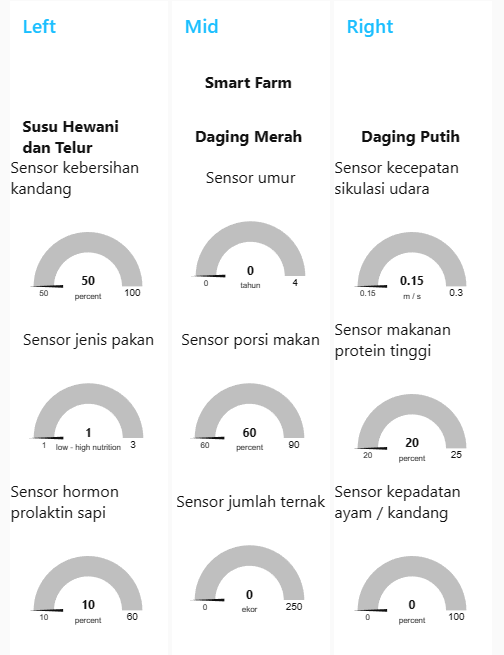 Left
Susu Hewani
dan Telur
Sensor kebersihan
kandang
50
50
percent
100
Sensor jenis pakan
1
1
low - high nutrition
3
Sensor hormon
prolaktin sapi
10
10
percent
60
Mid
Smart Farm
Daging Merah
Sensor umur
0
0
tahun
4
Sensor porsi makan
60
60
percent
90
Sensor jumlah ternak
0
0
ekor
250
Right
Daging Putih
Sensor kecepatan
sikulasi udara
0.15
0.15
m / s
0.3
Sensor makanan
protein tinggi
20
20
percent
25
Sensor kepadatan
ayam / kandang
0
0
percent
100